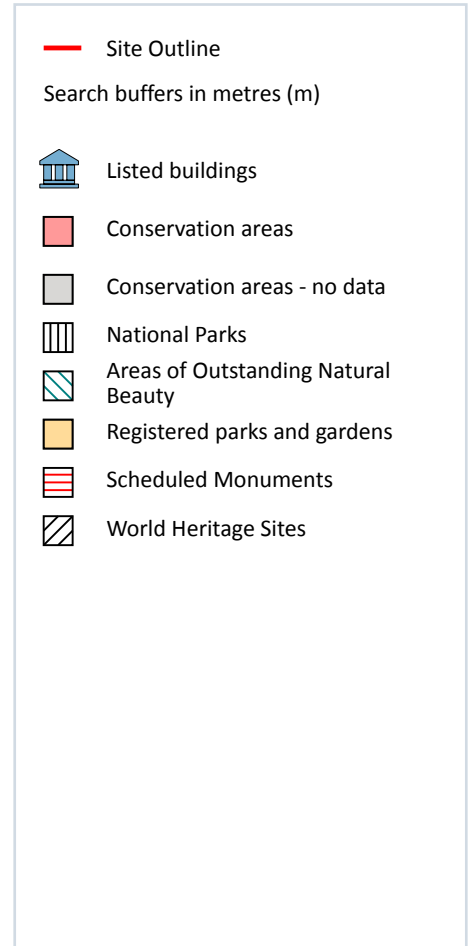 Site Outline
Search buffers in metres (m)
Listed buildings
Conservation areas
Conservation areas - no data
National Parks
Areas of Outstanding Natural
Beauty
Registered parks and gardens
Scheduled Monuments
World Heritage Sites